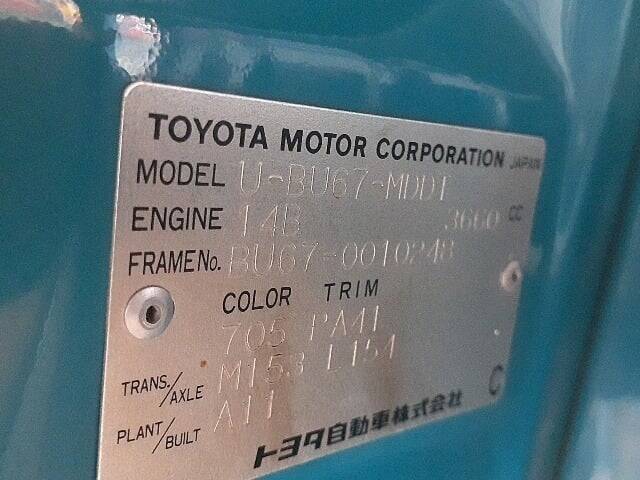 TOYOTA MOTOR CORPORATION JAPAN
MODEL U-BU67-MDDT
ENGINE 14B 3660 CC
FRAME No. BU67-0010248
COLOR TRIM
705 PA41
TRANS./AXLE M153 L154
PLANT/BUILT A11 C
トヨタ自動車株式会社